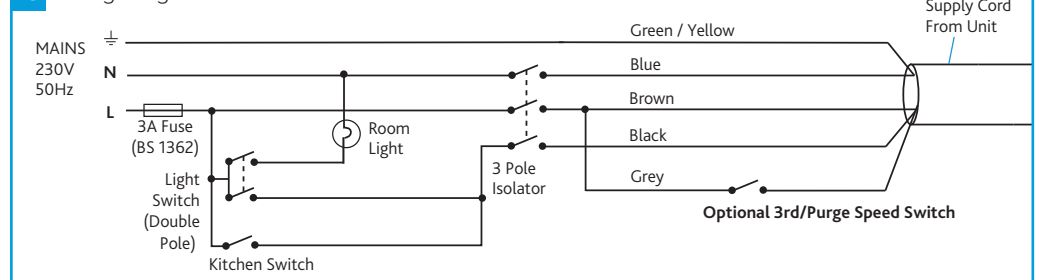 Supply Cord
From Unit
Green / Yellow
MAINS
230V
50Hz
N
Blue
L
Brown
3A Fuse
(BS 1362)
Room
Light
Black
3 Pole
Isolator
Light
Switch
(Double
Pole)
Grey
Optional 3rd/Purge Speed Switch
Kitchen Switch